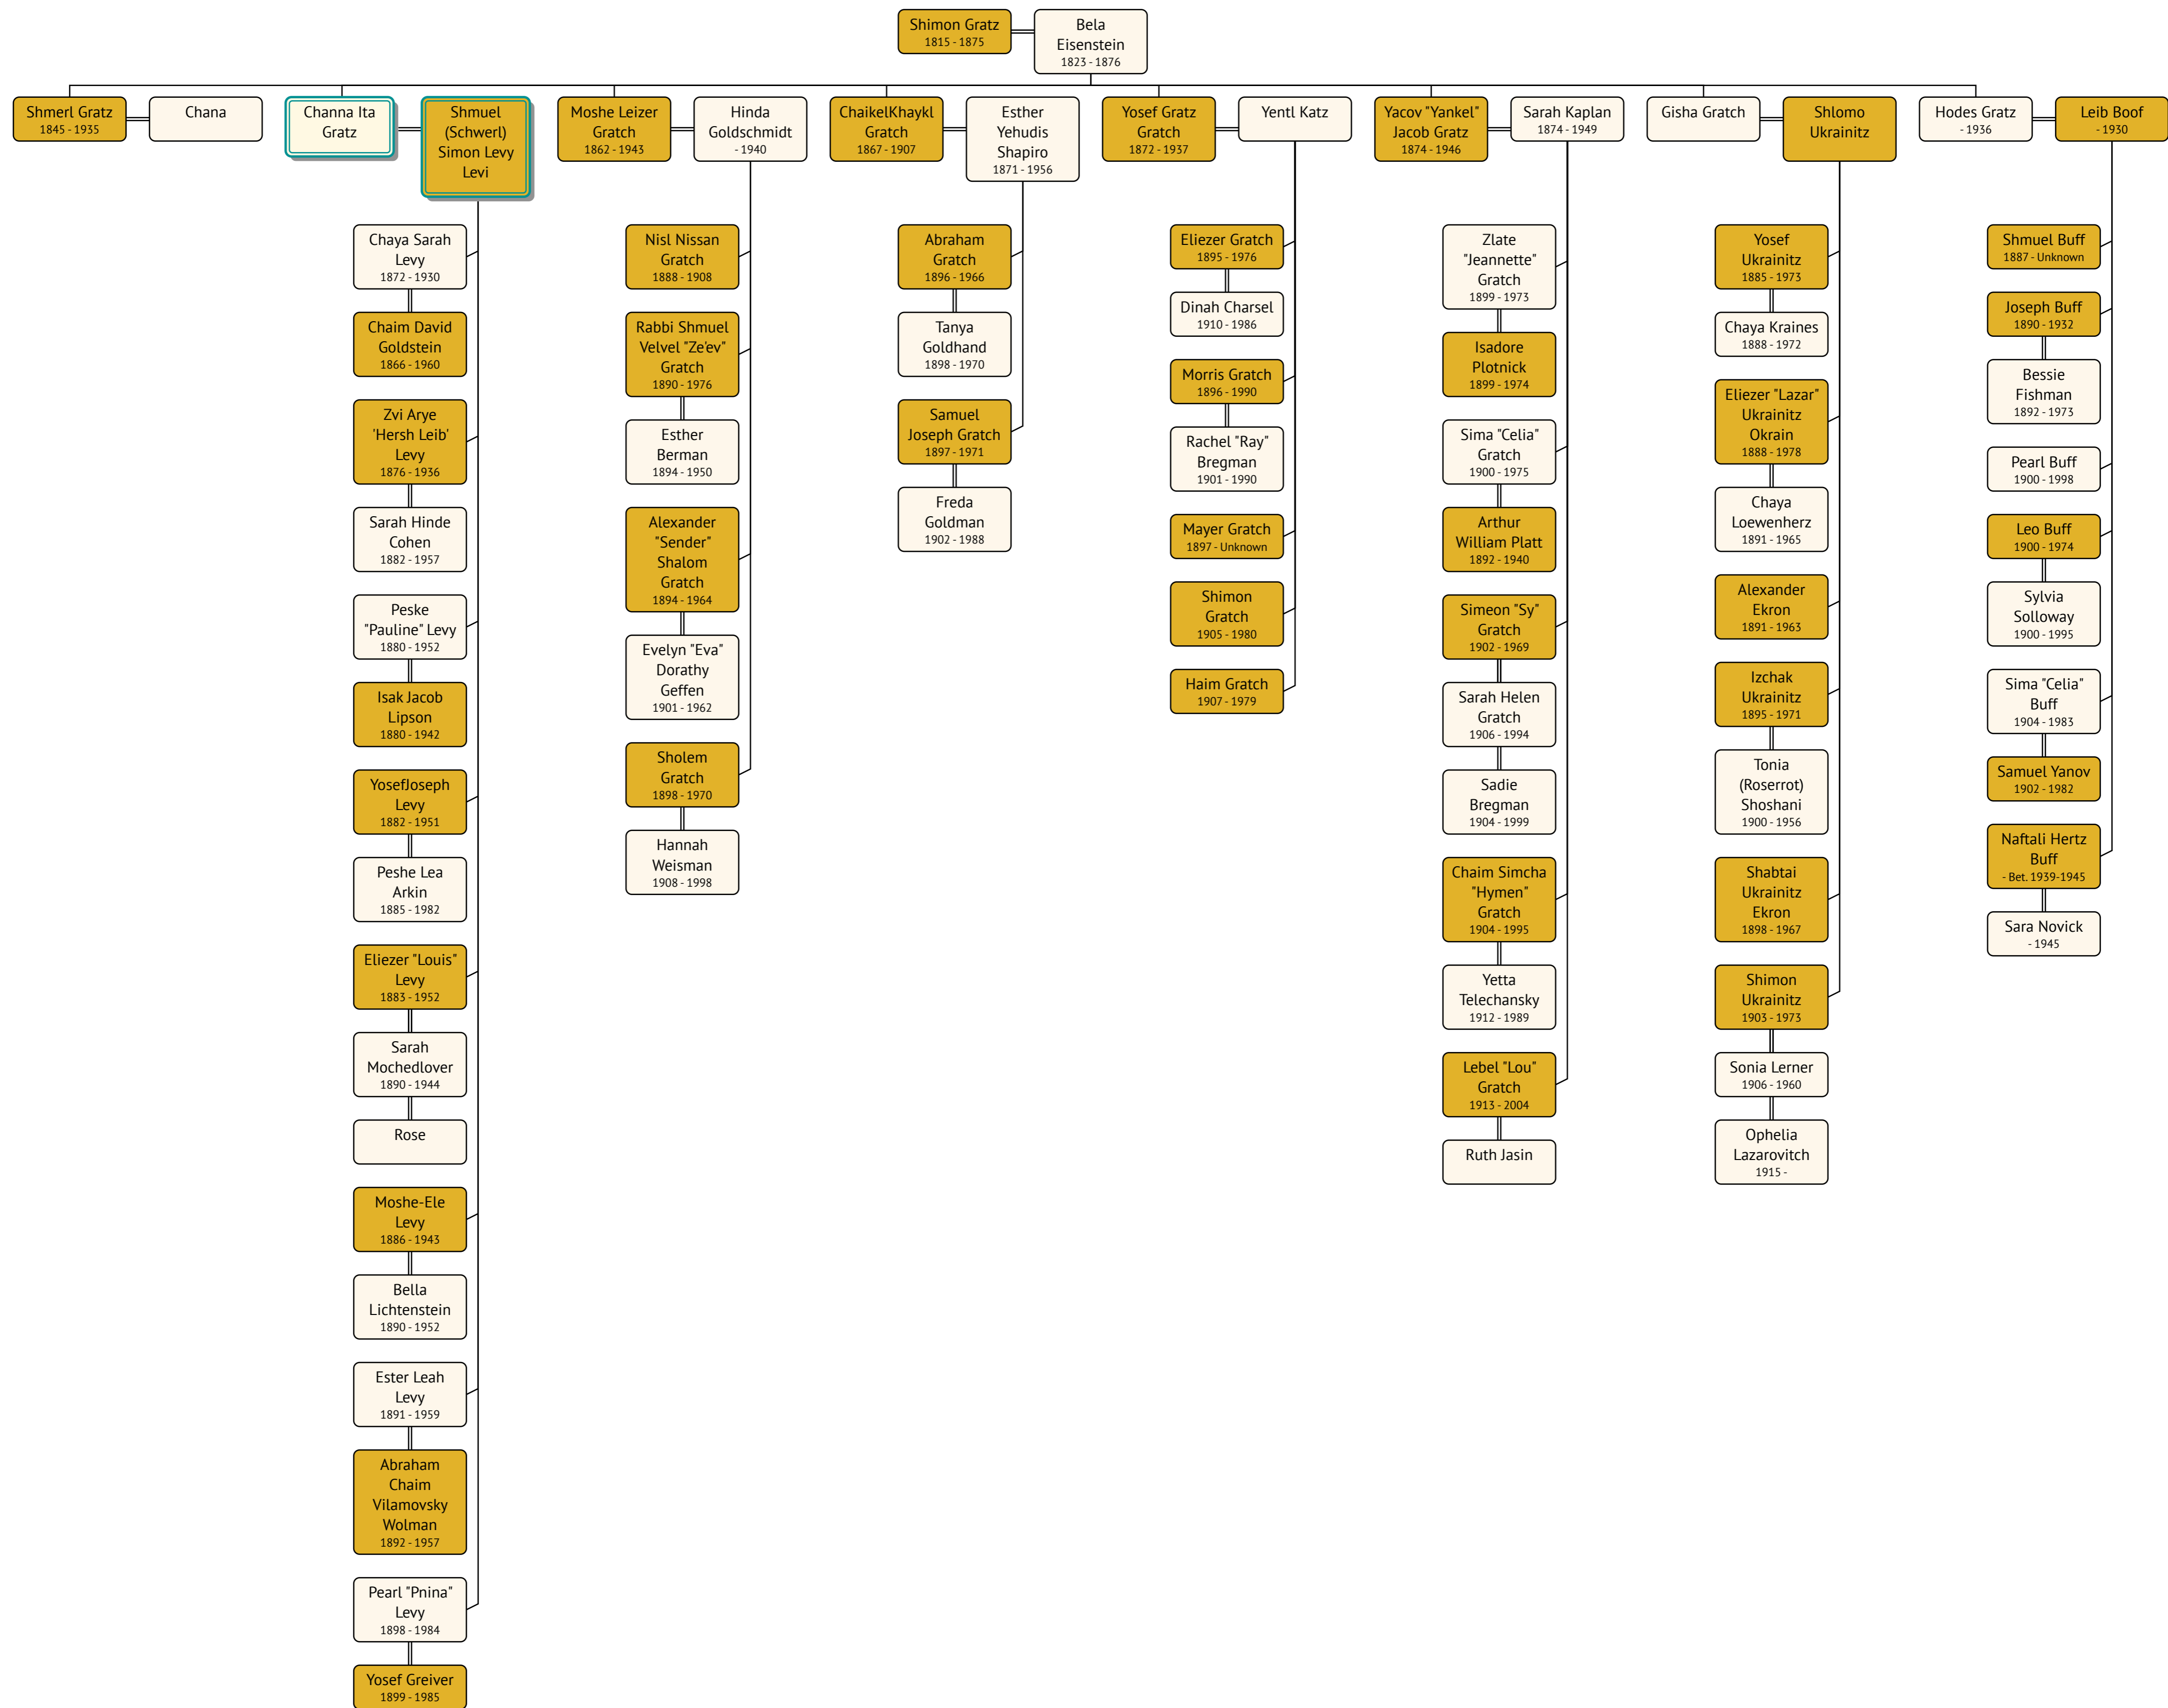 Shimon Gratz
1815 - 1875
Bela
Eisenstein
1823 - 1876
Shmerl Gratz
1845 - 1935
Chana
Channa Ita
Gratz
Shmuel
(Schwerl)
Simon Levy
Levi
Moshe Leizer
Gratch
1862 - 1943
Hinda
Goldschmidt
- 1940
ChaikelKhaykl
Gratch
1867 - 1907
Esther
Yehudis
Shapiro
1871 - 1956
Yosef Gratz
Gratch
1872 - 1937
Yentl Katz
Yacov "Yankel"
Jacob Gratz
1874 - 1946
Sarah Kaplan
1874 - 1949
Gisha Gratch
Shlomo
Ukrainitz
Hodes Gratz
- 1936
Leib Boof
- 1930
Chaya Sarah
Levy
1872 - 1930
Chaim David
Goldstein
1866 - 1960
Zvi Arye
'Hersh Leib'
Levy
1876 - 1936
Sarah Hinde
Cohen
1882 - 1957
Peske
"Pauline" Levy
1880 - 1952
Isak Jacob
Lipson
1880 - 1942
YosefJoseph
Levy
1882 - 1951
Peshe Lea
Arkin
1885 - 1982
Eliezer "Louis"
Levy
1883 - 1952
Sarah
Mochedlover
1890 - 1944
Rose
Moshe-Ele
Levy
1886 - 1943
Bella
Lichtenstein
1890 - 1952
Ester Leah
Levy
1891 - 1959
Abraham
Chaim
Vilamovsky
Wolman
1892 - 1957
Pearl "Pnina"
Levy
1898 - 1984
Yosef Greiver
1899 - 1985
Nisl Nissan
Gratch
1888 - 1908
Rabbi Shmuel
Velvel "Ze'ev"
Gratch
1890 - 1976
Esther
Berman
1894 - 1950
Alexander
"Sender"
Shalom
Gratch
1894 - 1964
Evelyn "Eva"
Dorathy
Geffen
1901 - 1962
Sholem
Gratch
1898 - 1970
Hannah
Weisman
1908 - 1998
Abraham
Gratch
1896 - 1966
Tanya
Goldhand
1898 - 1970
Samuel
Joseph Gratch
1897 - 1971
Freda
Goldman
1902 - 1988
Eliezer Gratch
1895 - 1976
Dinah Charsel
1910 - 1986
Morris Gratch
1896 - 1990
Rachel "Ray"
Bregman
1901 - 1990
Mayer Gratch
1897 - Unknown
Shimon
Gratch
1905 - 1980
Haim Gratch
1907 - 1979
Zlate
"Jeannette"
Gratch
1899 - 1973
Isadore
Plotnick
1899 - 1974
Sima "Celia"
Gratch
1900 - 1975
Arthur
William Platt
1892 - 1940
Simeon "Sy"
Gratch
1902 - 1969
Sarah Helen
Gratch
1906 - 1994
Sadie
Bregman
1904 - 1999
Chaim Simcha
"Hymen"
Gratch
1904 - 1995
Yetta
Telechansky
1912 - 1989
Lebel "Lou"
Gratch
1913 - 2004
Ruth Jasin
Yosef
Ukrainitz
1885 - 1973
Chaya Kraines
1888 - 1972
Eliezer "Lazar"
Ukrainitz
Okrain
1888 - 1978
Chaya
Loewenherz
1891 - 1965
Alexander
Ekron
1891 - 1963
Izchak
Ukrainitz
1895 - 1971
Tonia
(Roserrot)
Shoshani
1900 - 1956
Shabtai
Ukrainitz
Ekron
1898 - 1967
Shimon
Ukrainitz
1903 - 1973
Sonia Lerner
1906 - 1960
Ophelia
Lazarovitch
1915 -
Shmuel Buff
1887 - Unknown
Joseph Buff
1890 - 1932
Bessie
Fishman
1892 - 1973
Pearl Buff
1900 - 1998
Leo Buff
1900 - 1974
Sylvia
Solloway
1900 - 1995
Sima "Celia"
Buff
1904 - 1983
Samuel Yanov
1902 - 1982
Naftali Hertz
Buff
- Bet. 1939-1945
Sara Novick
- 1945